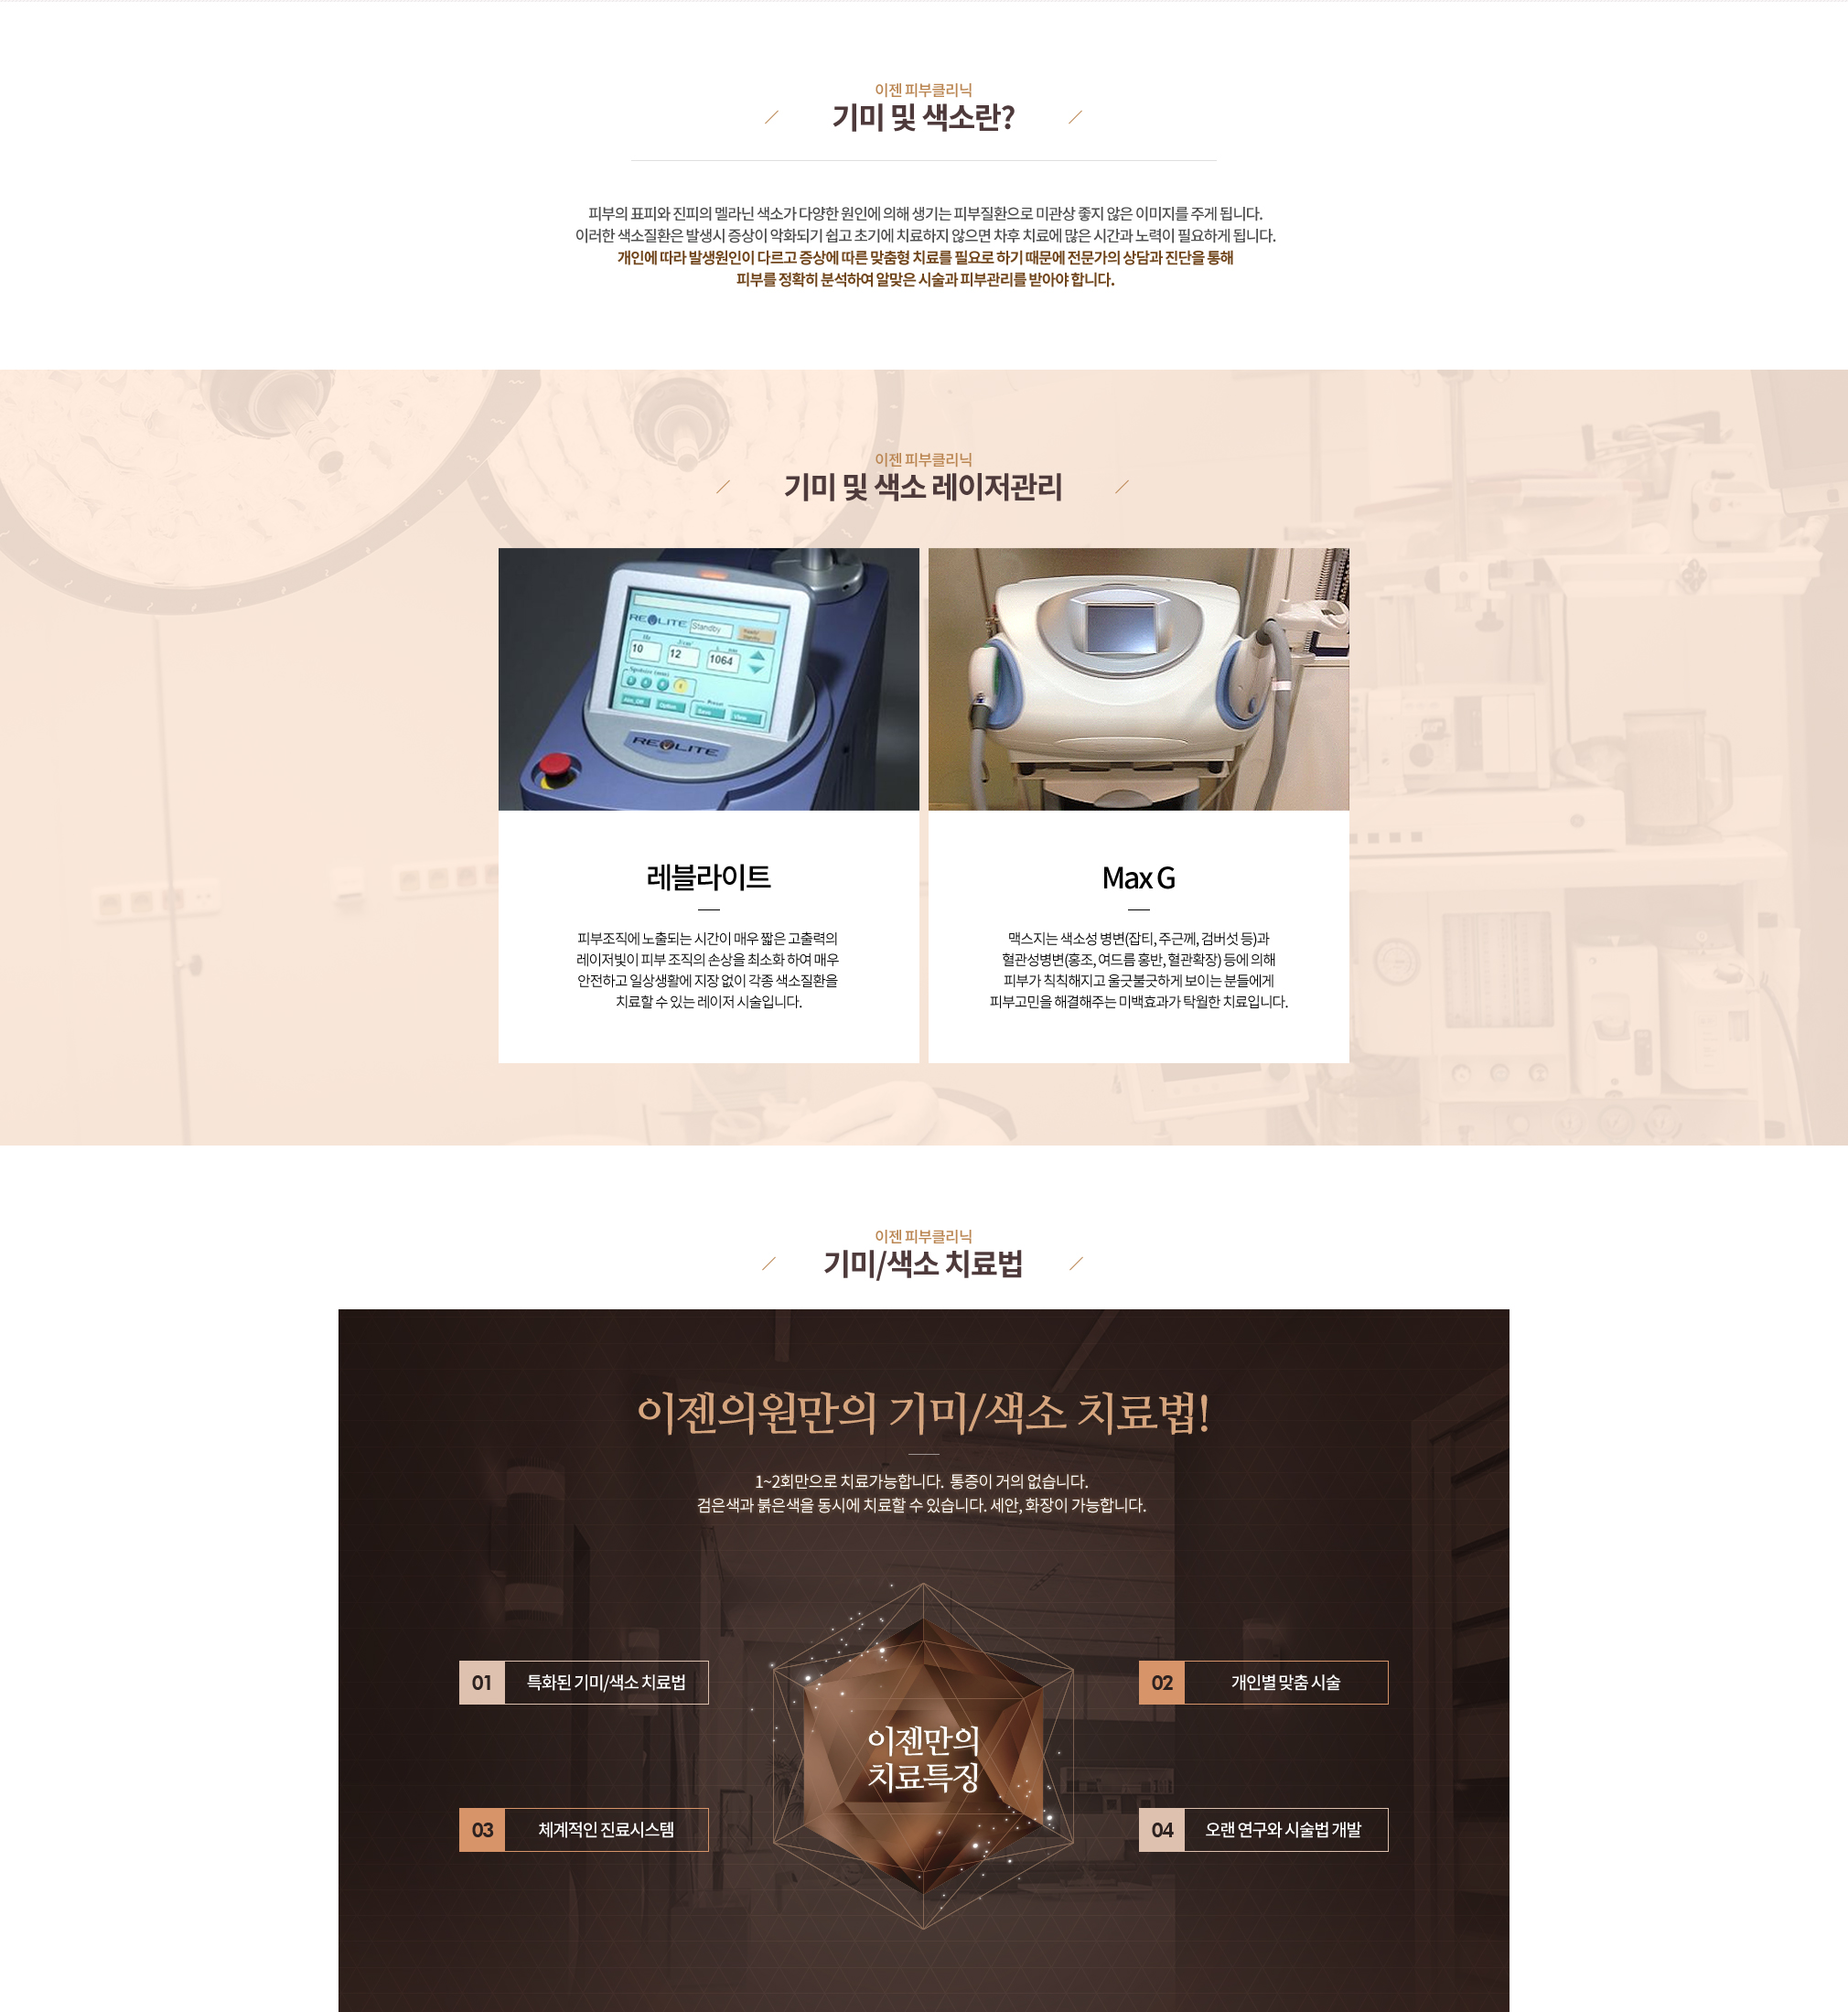 이젠 피부클리닉
기미 및 색소란?
피부의 표피와 진피의 멜라닌 색소가 다양한 원인에 의해 생기는 피부질환으로 미관상 좋지 않은 이미지를 주게 됩니다.
이러한 색소질환은 발생시 증상이 악화되기 쉽고 초기에 치료하지 않으면 차후 치료에 많은 시간과 노력이 필요하게 됩니다.
개인에 따라 발생원인이 다르고 증상에 따른 맞춤형 치료를 필요로 하기 때문에 전문가의 상담과 진단을 통해
피부를 정확히 분석하여 알맞은 시술과 피부관리를 받아야 합니다.
이젠 피부클리닉
기미 및 색소 레이저관리
REVLITE
Standby
10
12
1064
Option
Preset
Save
View
REVLITE
레블라이트
피부조직에 노출되는 시간이 매우 짧은 고출력의
레이저빛이 피부 조직의 손상을 최소화 하여 매우
안전하고 일상생활에 지장 없이 각종 색소질환을
치료할 수 있는 레이저 시술입니다.
Max G
맥스지는 색소성 병변(잡티, 주근께, 검버섯 등)과
혈관성병변(홍조, 여드름 홍반, 혈관확장) 등에 의해
피부가 칙칙해지고 울긋불긋하게 보이는 분들에게
피부고민을 해결해주는 미백효과가 탁월한 치료입니다.
이젠 피부클리닉
기미/색소 치료법
이젠의원만의 기미/색소 치료법!
1~2회만으로 치료가능합니다. 통증이 거의 없습니다.
검은색과 붉은색을 동시에 치료할 수 있습니다. 세안, 화장이 가능합니다.
01 특화된 기미/색소 치료법
02 개인별 맞춤 시술
이젠만의
치료특징
03 체계적인 진료시스템
04 오랜 연구와 시술법 개발